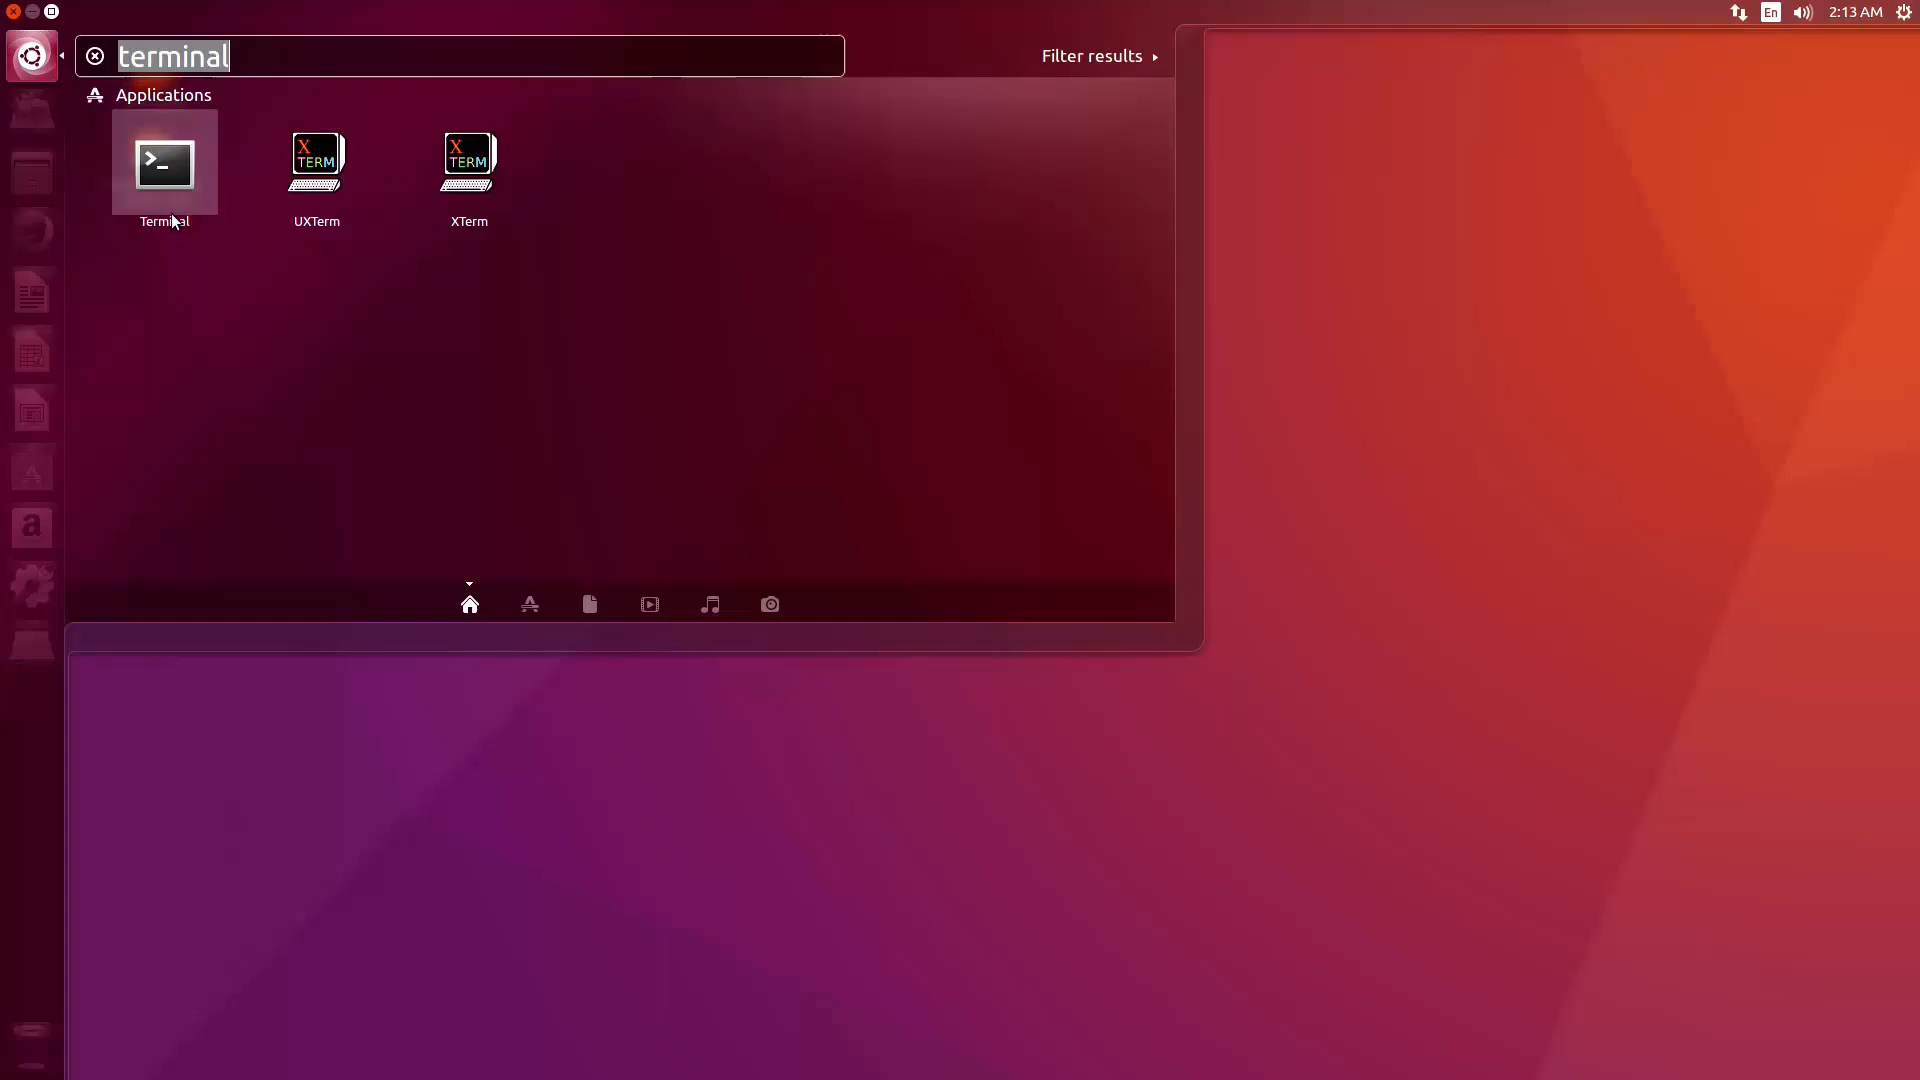 En
2:13 AM
terminal
Filter results
Applications
>_
X
TERM
X
TERM
Terminal
UXTerm
XTerm
a